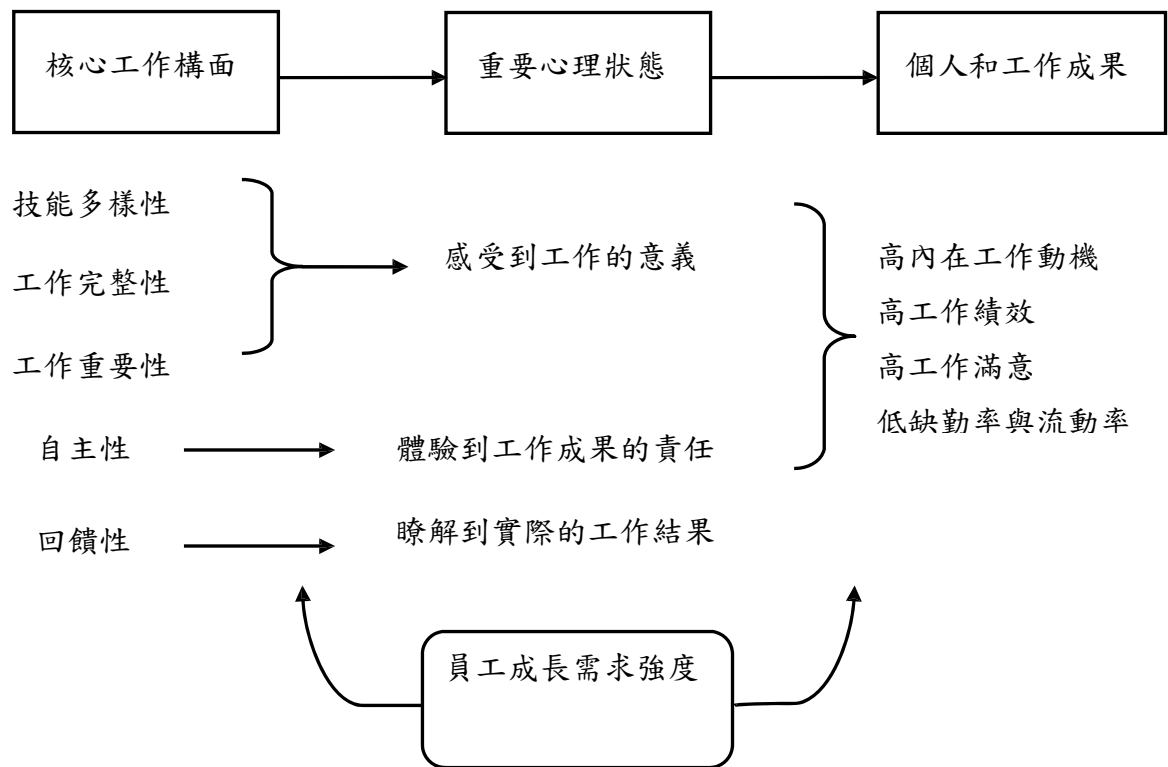 核心工作構面
重要心理狀態
個人和工作成果
技能多樣性
工作完整性
工作重要性
自主性
回饋性
感受到工作的意義
體驗到工作成果的責任
瞭解到實際的工作結果
高內在工作動機
高工作績效
高工作滿意
低缺勤率與流動率
員工成長需求強度